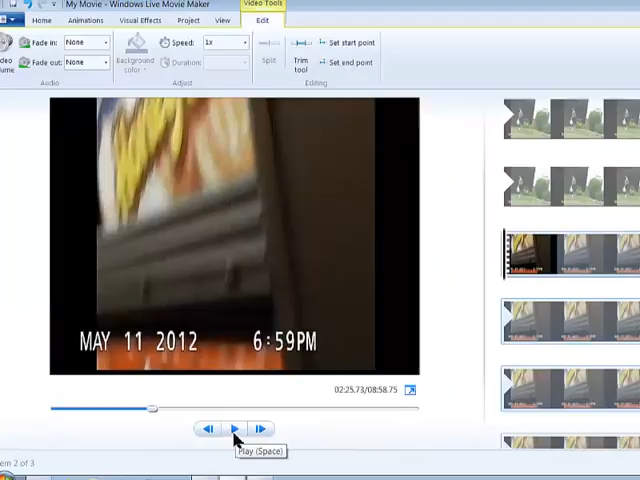 My Movie - Windows Live Movie Maker
Video Tools
Home Animations Visual Effects Project View Edit
Fade in: None Speed: 1x Set start point
Fade out: None Background color Duration: Split Trim tool Set end point
Audio Adjust Editing
MAY 11 2012 6:59PM
02:25.73/08:58.75
Play (Space)
2 of 3